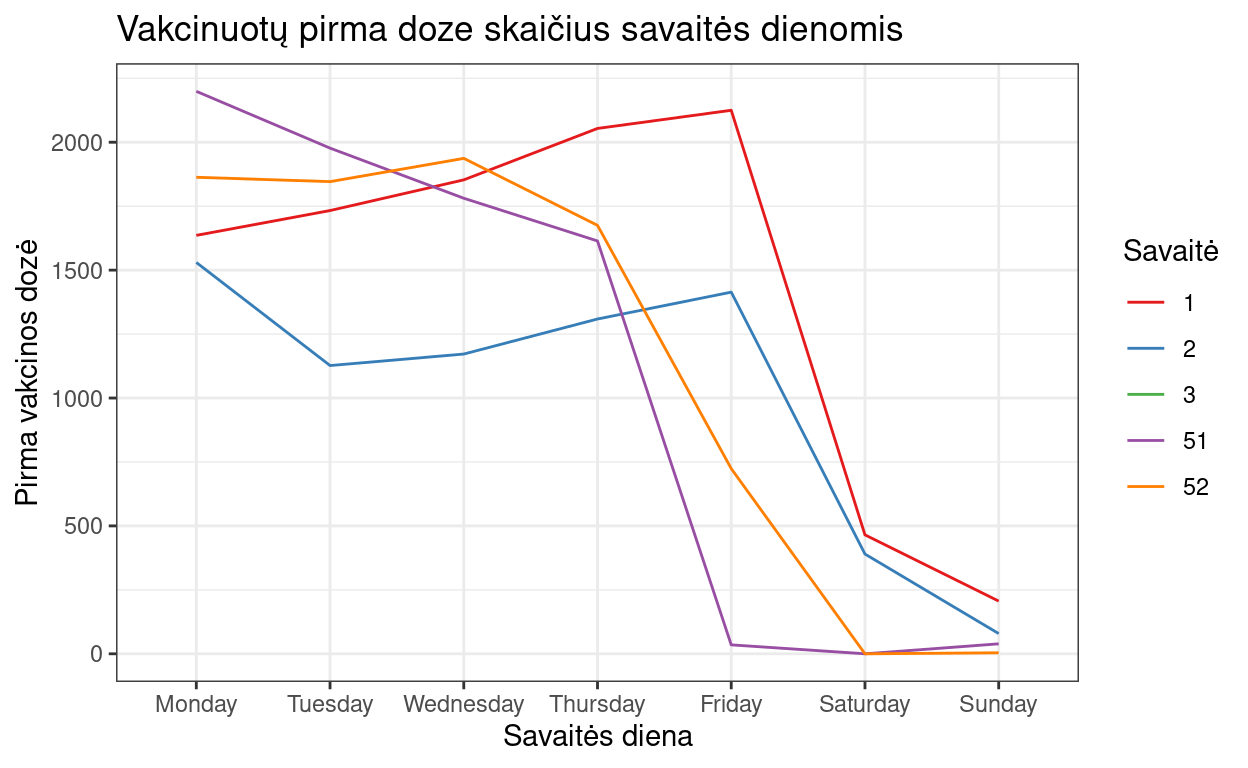 Vakcinuotų pirma doze skaičius savaitės dienomis
Pirma vakcinos dozė
2000
1500
1000
500
0
Monday Tuesday Wednesday Thursday Friday Saturday Sunday
Savaitės diena
Savaitė
1
2
3
51
52